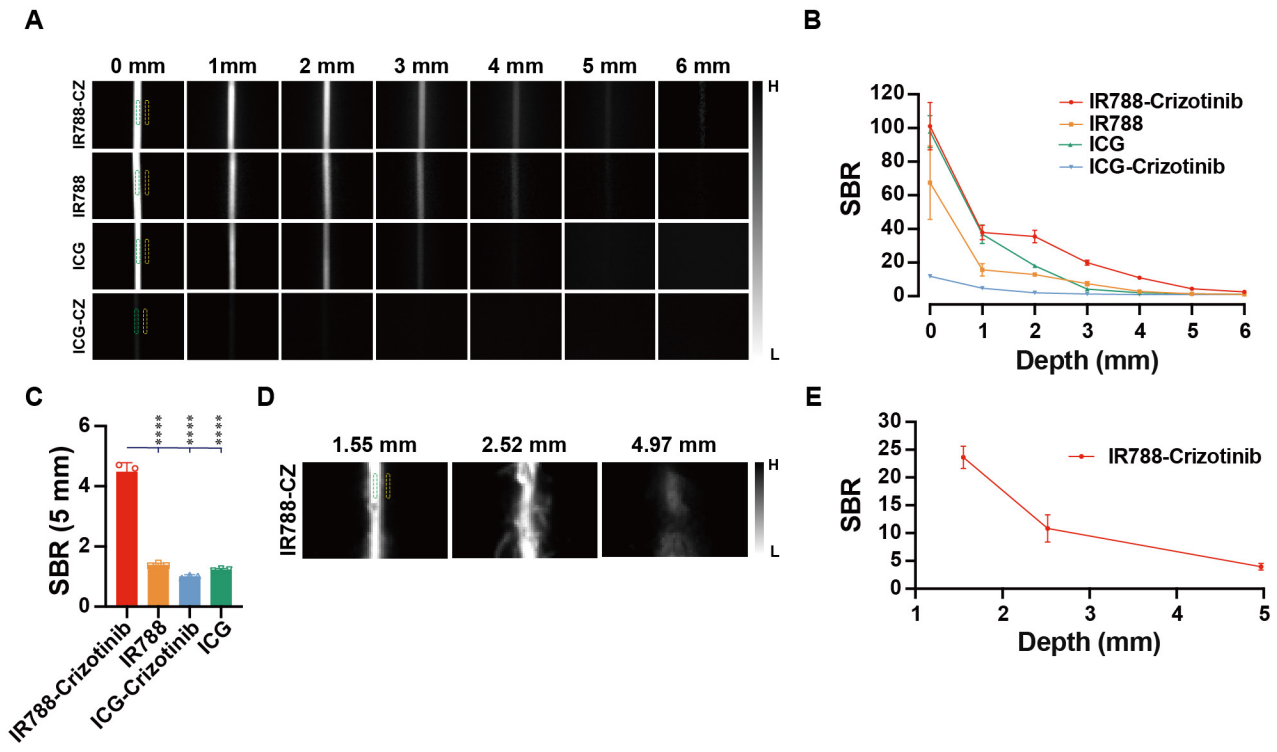 A
0 mm 1mm 2 mm 3 mm 4 mm 5 mm 6 mm
IR788-CZ
IR788
ICG
ICG-CZ
H
L
B
SBR
120
100
80
60
40
20
0
0 1 2 3 4 5 6
Depth (mm)
IR788-Crizotinib
IR788
ICG
ICG-Crizotinib
C
SBR (5 mm)
6
4
2
0
**** **** ****
IR788-Crizotinib
IR788
ICG-Crizotinib
ICG
D
1.55 mm 2.52 mm 4.97 mm
IR788-CZ
H
L
E
SBR
30
25
20
15
10
5
0
1 2 3 4 5
Depth (mm)
IR788-Crizotinib